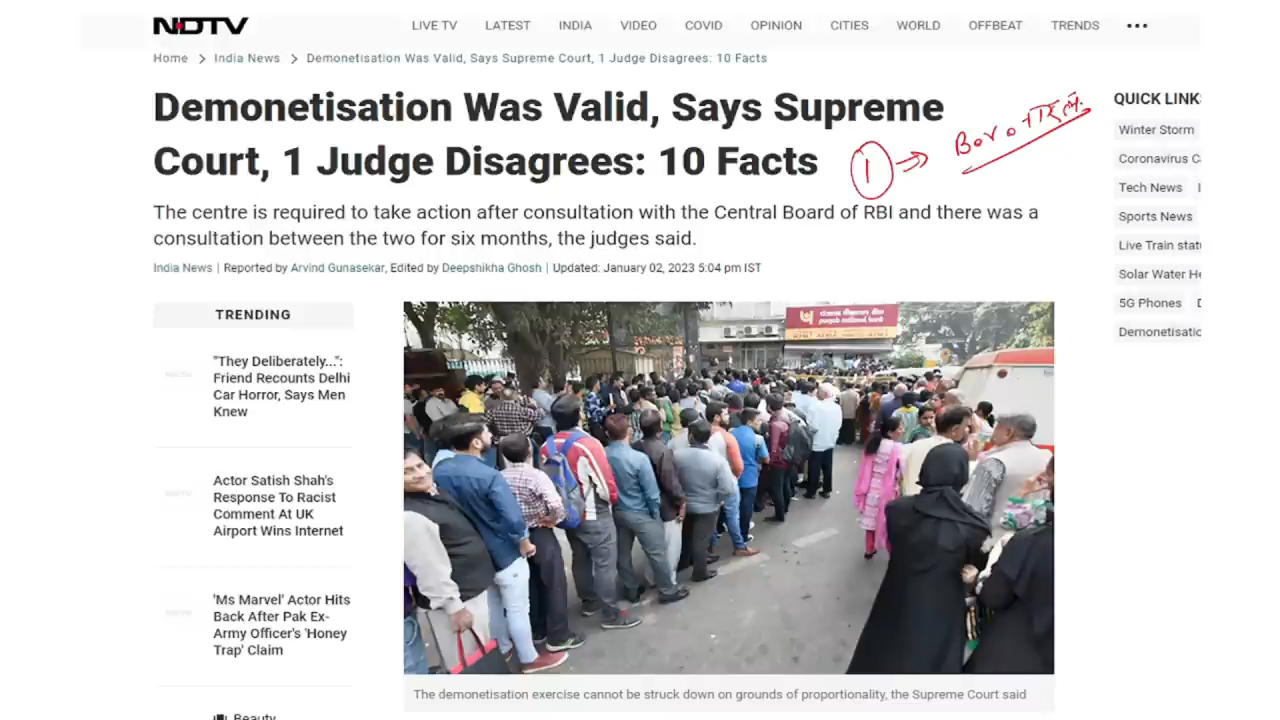 NDTV
LIVE TV LATEST INDIA VIDEO COVID OPINION CITIES WORLD OFFBEAT TRENDS
Home > India News > Demonetisation Was Valid, Says Supreme Court, 1 Judge Disagrees: 10 Facts
Demonetisation Was Valid, Says Supreme
Court, 1 Judge Disagrees: 10 Facts
1
The centre is required to take action after consultation with the Central Board of RBI and there was a
consultation between the two for six months, the judges said.
India News | Reported by Arvind Gunasekar, Edited by Deepshikha Ghosh | Updated: January 02, 2023 5:04 pm IST
QUICK LINK
Winter Storm
Coronavirus C
Tech News
Sports News
Live Train stat
Solar Water He
5G Phones
Demonetisatio
TRENDING
"They Deliberately...":
Friend Recounts Delhi
Car Horror, Says Men
Knew
Actor Satish Shah's
Response To Racist
Comment At UK
Airport Wins Internet
'Ms Marvel' Actor Hits
Back After Pak Ex-
Army Officer's 'Honey
Trap' Claim
Beauty
punjab national bank
The demonetisation exercise cannot be struck down on grounds of proportionality, the Supreme Court said